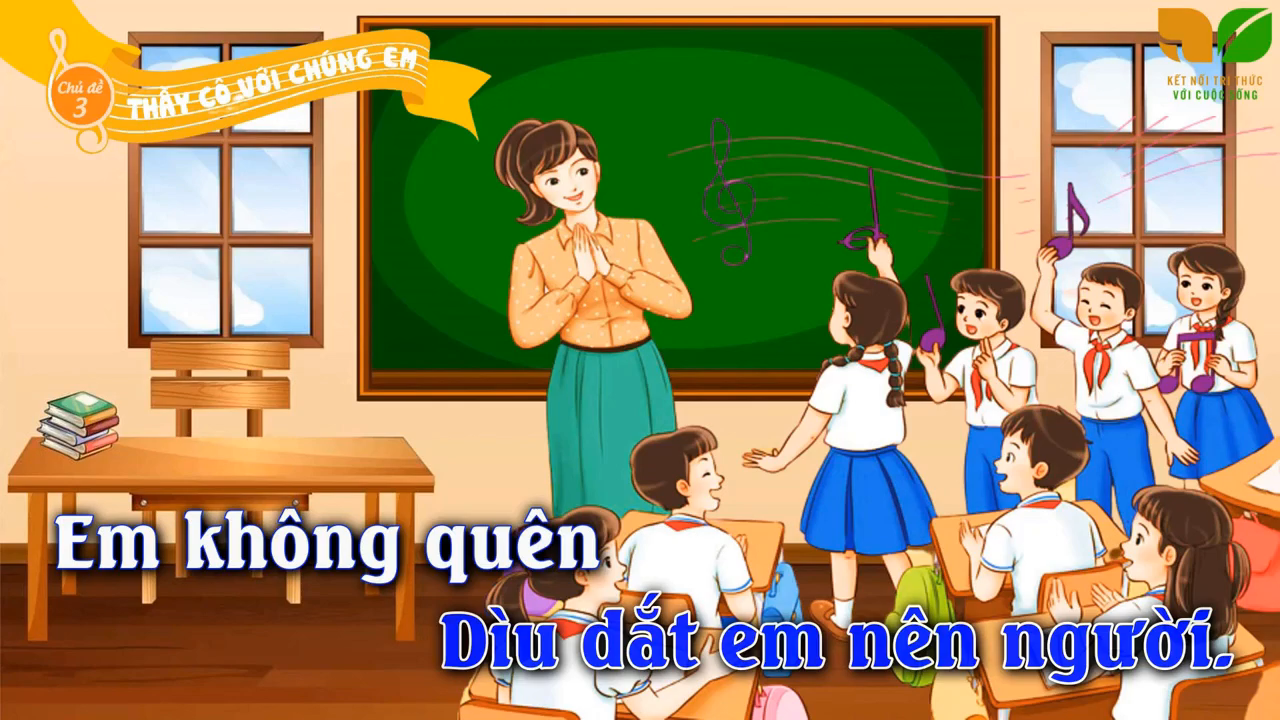 Chủ đề
3
THẦY CÔ VỚI CHÚNG EM
KẾT NỐI TRI THỨC
VỚI CUỘC SỐNG
Em không quên
Dìu dắt em nên người.